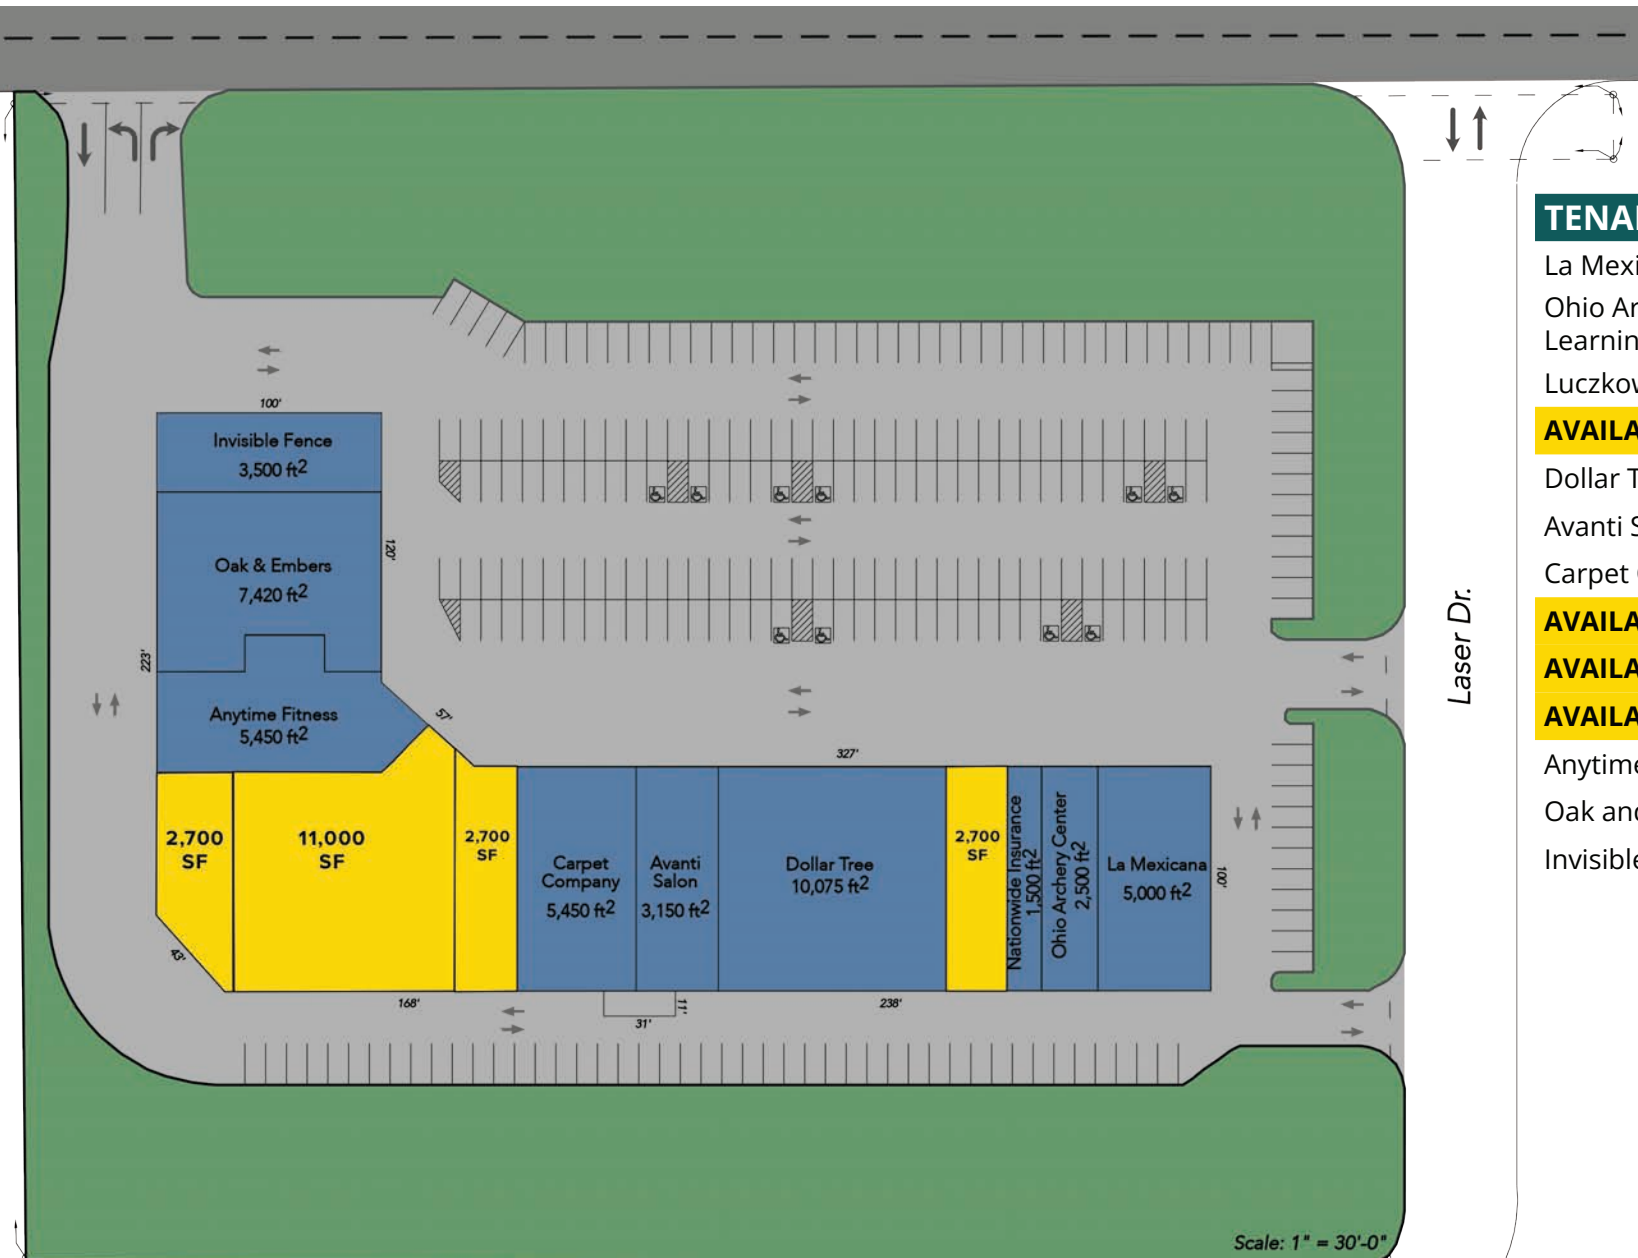 100'
Invisible Fence
3,500 ft2
Oak & Embers
7,420 ft2
120'
223'
Anytime Fitness
5,450 ft2
57'
327'
2,700
SF
11,000
SF
2,700
SF
Carpet
Company
5,450 ft2
Avanti
Salon
3,150 ft2
Dollar Tree
10,075 ft2
2,700
SF
Nationwide Insurance
1,500 ft2
Ohio Archery Center
2,500 ft2
La Mexicana
5,000 ft2
100'
43'
168'
31'
11'
238'
Laser Dr.
Scale: 1" = 30'-0"
TENA
La Mexi
Ohio Ar
Learnin
Luczkov
AVAILA
Dollar T
Avanti S
Carpet
AVAILA
AVAILA
AVAILA
Anytime
Oak and
Invisible